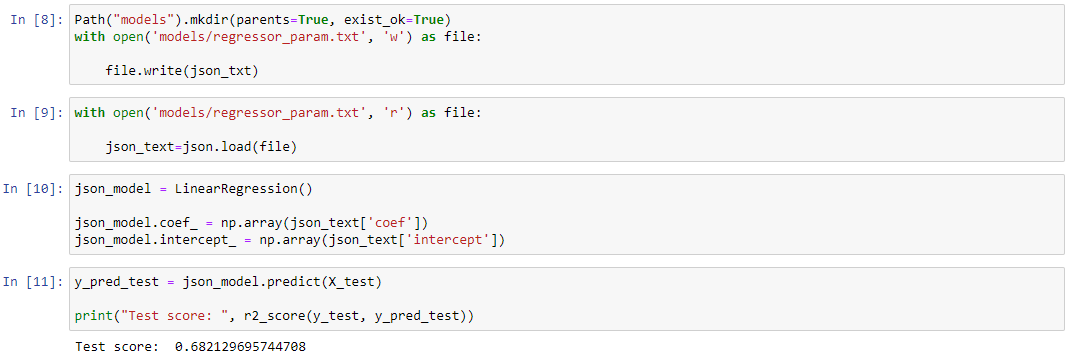 In [8]: Path("models").mkdir(parents=True, exist_ok=True)
with open('models/regressor_param.txt', 'w') as file:
file.write(json_txt)
In [9]: with open('models/regressor_param.txt', 'r') as file:
json_text=json.load(file)
In [10]: json_model = LinearRegression()
json_model.coef_ = np.array(json_text['coef'])
json_model.intercept_ = np.array(json_text['intercept'])
In [11]: y_pred_test = json_model.predict(X_test)
print("Test score: ", r2_score(y_test, y_pred_test))
Test score:  0.682129695744708